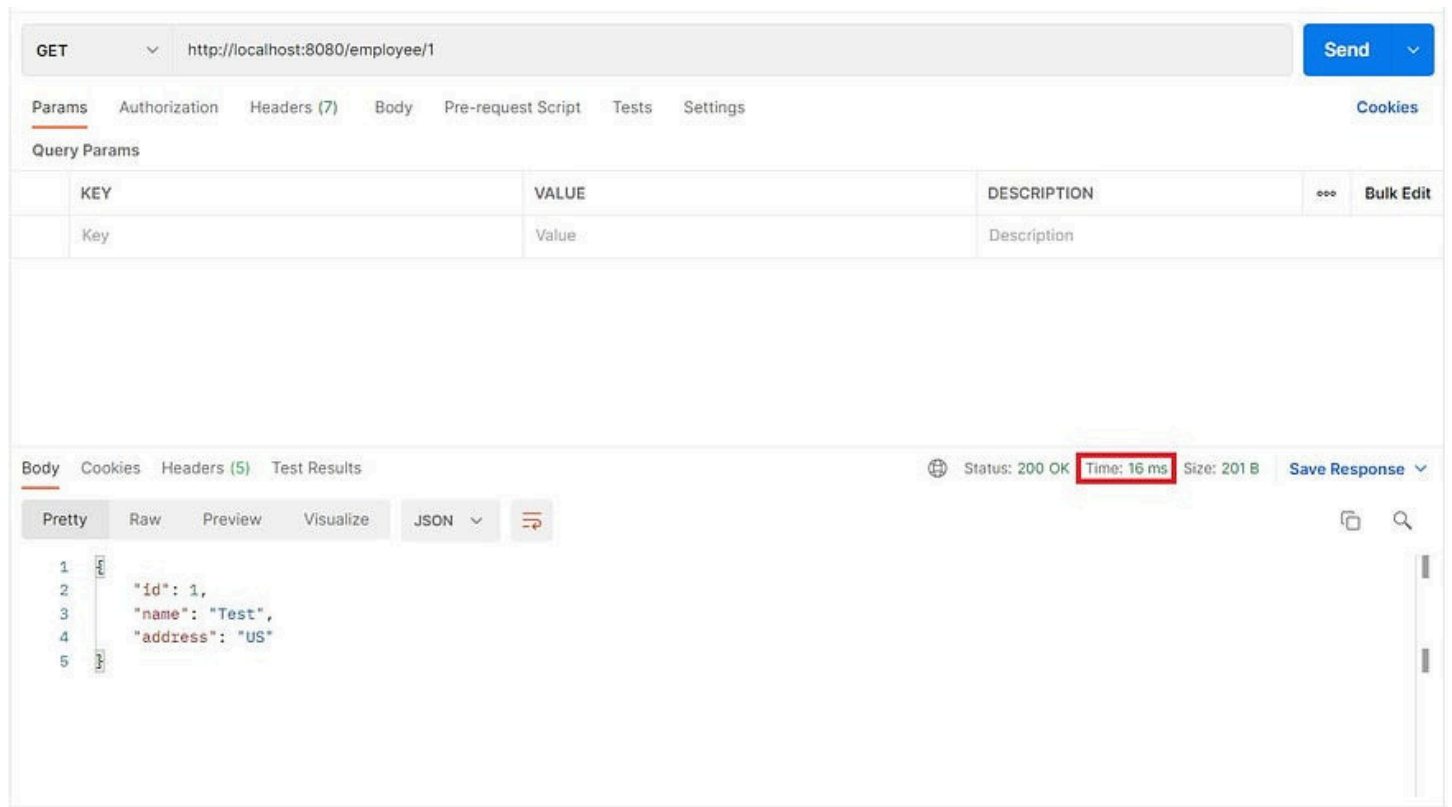 GET http://localhost:8080/employee/1 Send
Params Authorization Headers (7) Body Pre-request Script Tests Settings Cookies
Query Params
KEY VALUE DESCRIPTION ooo Bulk Edit
Key Value Description
Body Cookies Headers (5) Test Results Status: 200 OK Time: 16 ms Size: 201 B Save Response
Pretty Raw Preview Visualize JSON
1 {
2 "id": 1,
3 "name": "Test",
4 "address": "US"
5 }